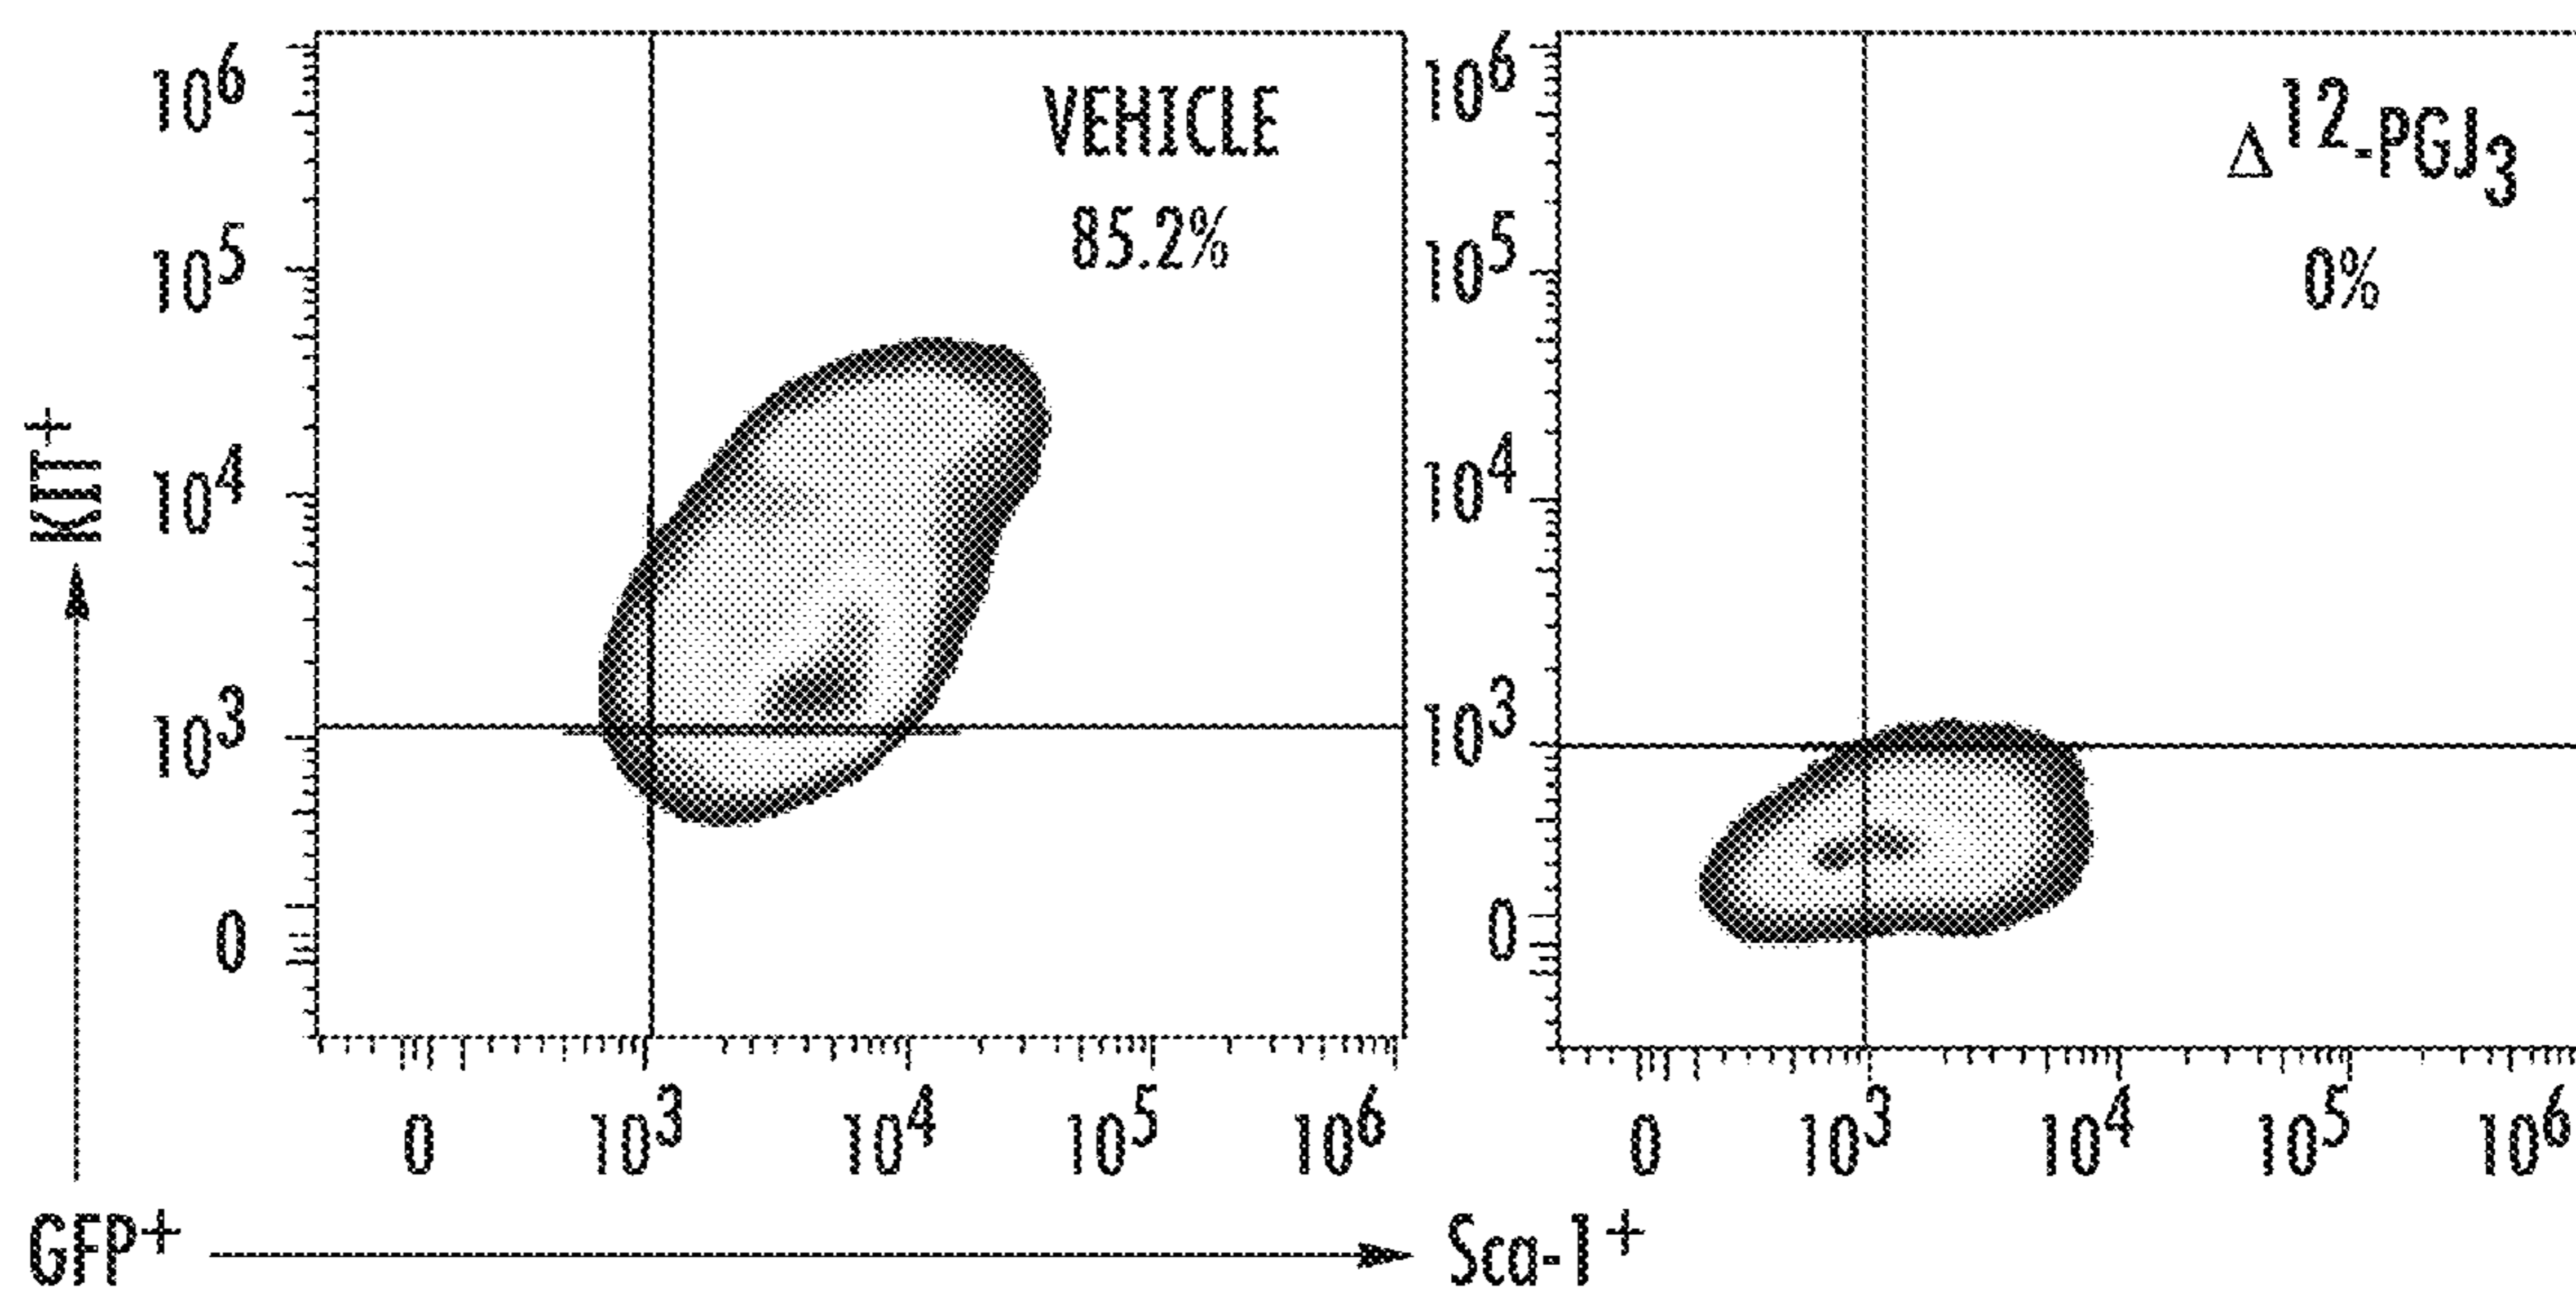 VEHICLE
85.2%
10⁶
10⁵
10⁴
10³
0
KIT⁺
0 10³ 10⁴ 10⁵ 10⁶
Δ¹²-PGJ₃
0%
10⁶
10⁵
10⁴
10³
0
0 10³ 10⁴ 10⁵ 10⁶
GFP⁺ Sca-1⁺